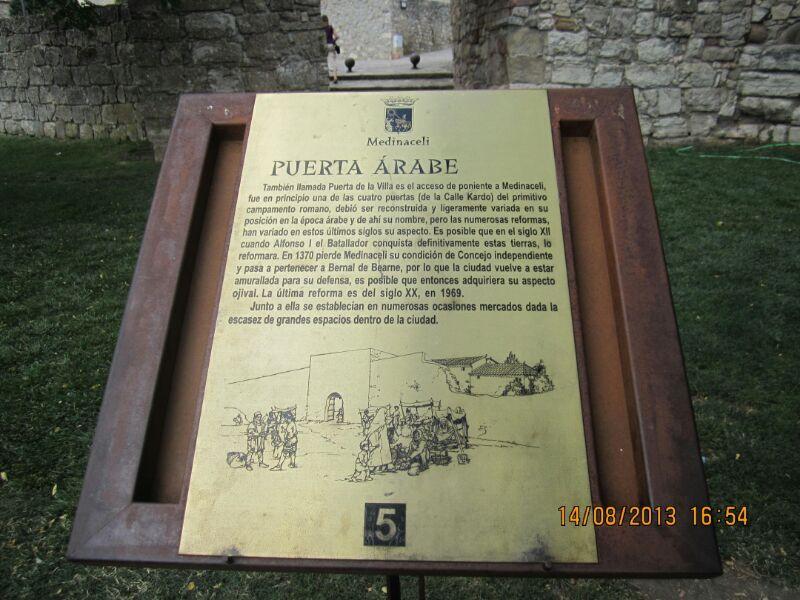 Medinaceli
PUERTA ÁRABE
También llamada Puerta de la Villa es el acceso de poniente a Medinaceli,
fue en principio una de las cuatro puertas (de la Calle Kardo) del primitivo
campamento romano, debió ser reconstruida y ligeramente variada en su
posición en la época árabe y de ahí su nombre, pero las numerosas reformas,
han variado en estos últimos siglos su aspecto. Es posible que en el siglo XII
cuando Alfonso I el Batallador conquista definitivamente estas tierras, lo
reformara. En 1370 pierde Medinaceli su condición de Concejo independiente
y pasa a pertenecer a Bernal de Bearne, por lo que la ciudad vuelve a estar
amurallada para su defensa, es posible que entonces adquiriera su aspecto
ojival. La última reforma es del siglo XX, en 1969.
Junto a ella se establecían en numerosas ocasiones mercados dada la
escasez de grandes espacios dentro de la ciudad.
5
14/08/2013 16:54